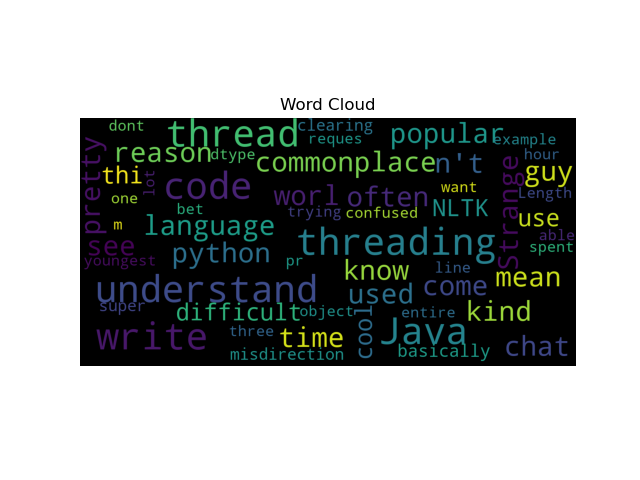 Word Cloud
dont
thread
clearing
reques
popular
example
pretty
reason
dtype
commonplace
n't
hour
guy
thi
lot
code
worl
often
want
Strange
Length
one
bet
trying
confused
NLTK
use
m
language
able
see
python
threading
spent
youngest
pr
know
line
mean
understand
used
come
super
difficult
object
cool
entire
kind
write
three
time
Java
chat
misdirection
basically